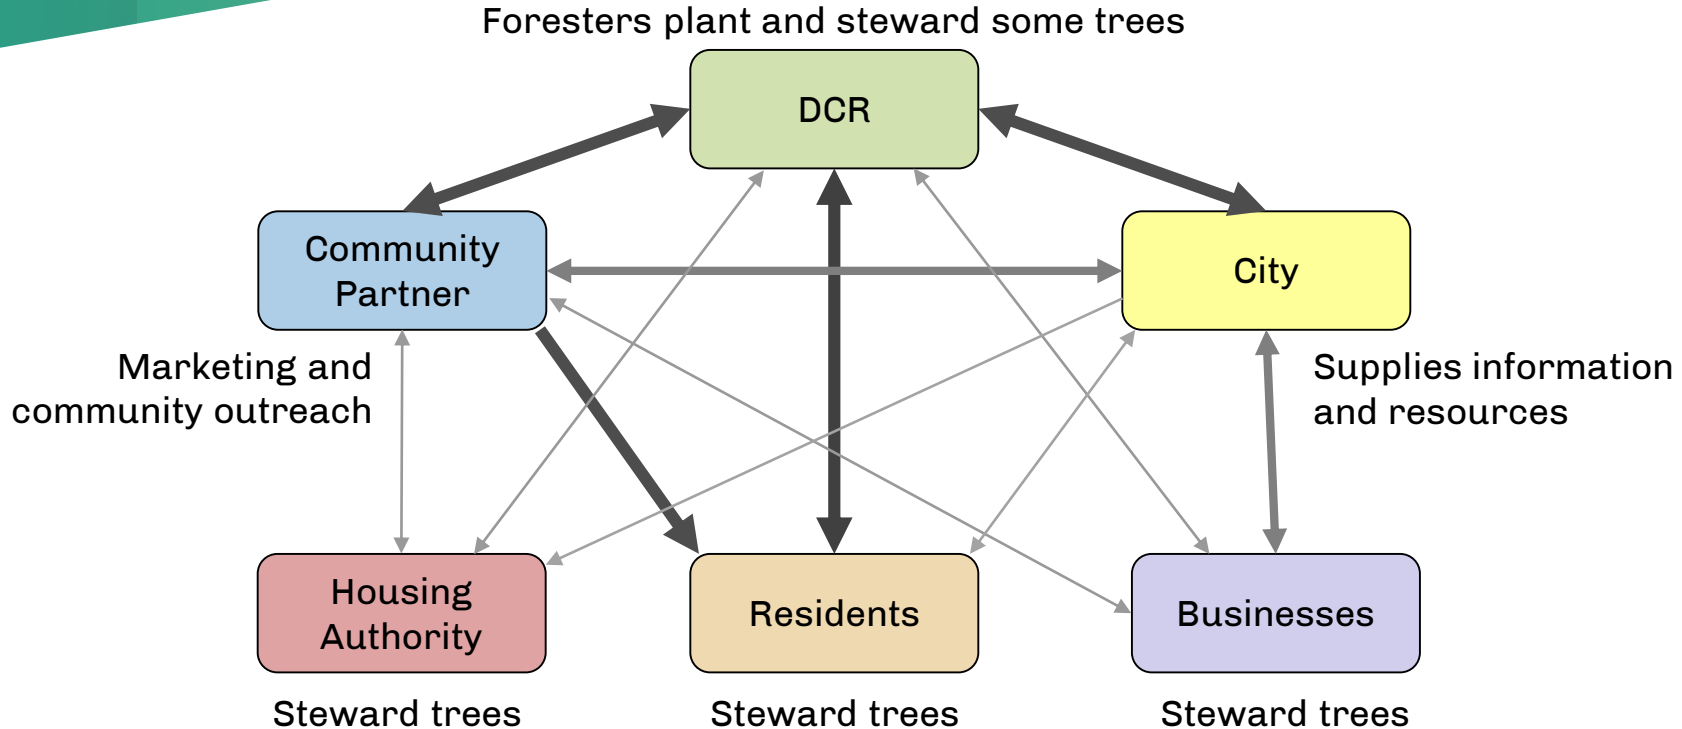 Foresters plant and steward some trees
DCR
Community
Partner
City
Marketing and
community outreach
Supplies information
and resources
Housing
Authority
Residents
Businesses
Steward trees
Steward trees
Steward trees